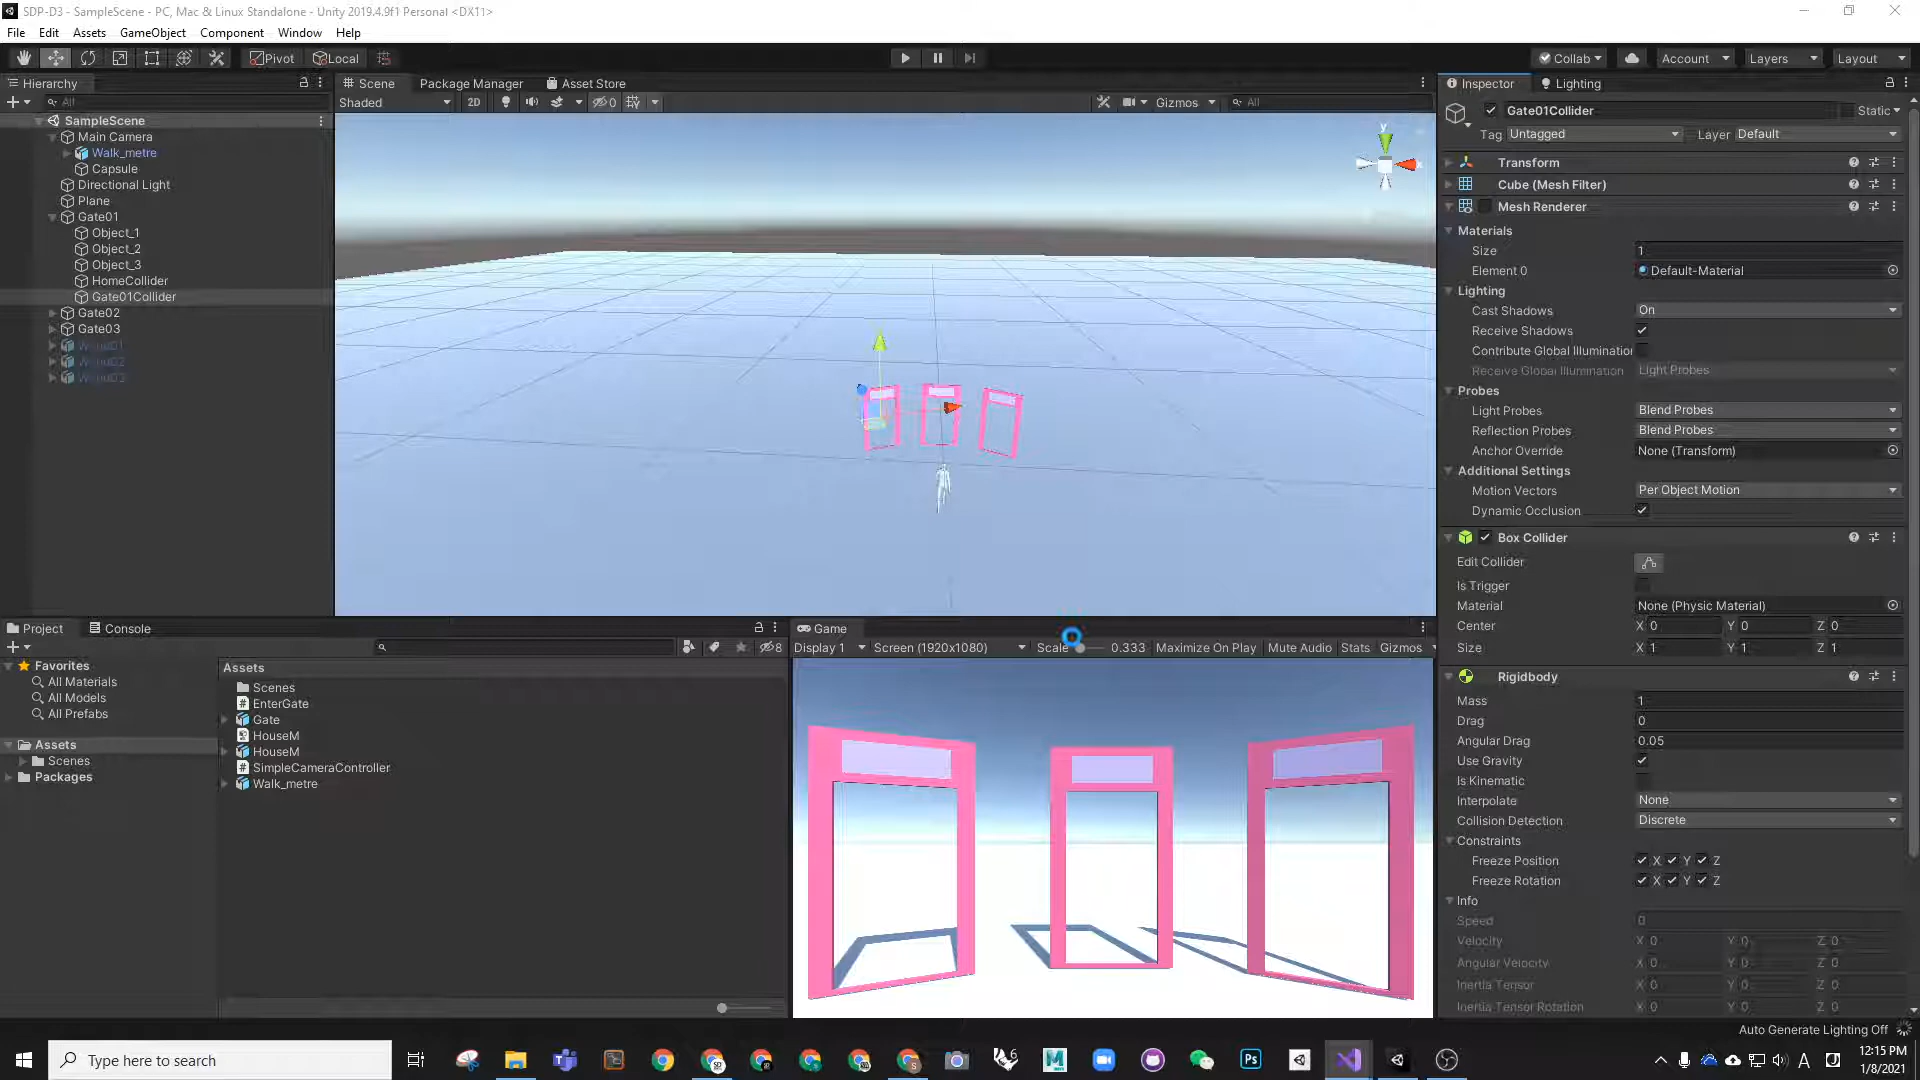 SDP-D3 - SampleScene - PC, Mac & Linux Standalone - Unity 2019.4.9f1 Personal <DX11>
File Edit Assets GameObject Component Window Help
Pivot Local Collab Account Layers Layout
Hierarchy
All
SampleScene
Main Camera
Walk_metre
Capsule
Directional Light
Plane
Gate01
Object_1
Object_2
Object_3
HomeCollider
Gate01Collider
Gate02
Gate03
Scene Package Manager Asset Store
Shaded 2D 0 Gizmos All
y
Inspector Lighting
Gate01Collider Static
Tag Untagged Layer Default
Transform
Cube (Mesh Filter)
Mesh Renderer
Materials
Size 1
Element 0 Default-Material
Lighting
Cast Shadows On
Receive Shadows
Contribute Global Illumination
Receive Global Illumination Light Probes
Probes
Light Probes Blend Probes
Reflection Probes Blend Probes
Anchor Override None (Transform)
Additional Settings
Motion Vectors Per Object Motion
Dynamic Occlusion
Box Collider
Edit Collider
Is Trigger
Material None (Physic Material)
Center X 0 Y 0 Z 0
Size X 1 Y 1 Z 1
Rigidbody
Mass 1
Drag 0
Angular Drag 0.05
Use Gravity
Is Kinematic
Interpolate None
Collision Detection Discrete
Constraints
Freeze Position X Y Z
Freeze Rotation X Y Z
Info
Speed 0
Velocity X 0 Y 0 Z 0
Angular Velocity X 0 Y 0 Z 0
Inertia Tensor X 0 Y 0 Z 0
Inertia Tensor Rotation X 0 Y 0 Z 0
Project Console
8
Favorites
All Materials
All Models
All Prefabs
Assets
Scenes
Packages
Assets
Scenes
EnterGate
Gate
HouseM
HouseM
SimpleCameraController
Walk_metre
Game
Display 1 Screen (1920x1080) Scale 0.333 Maximize On Play Mute Audio Stats Gizmos
Auto Generate Lighting Off
Type here to search
Ps
A
12:15 PM
1/8/2021